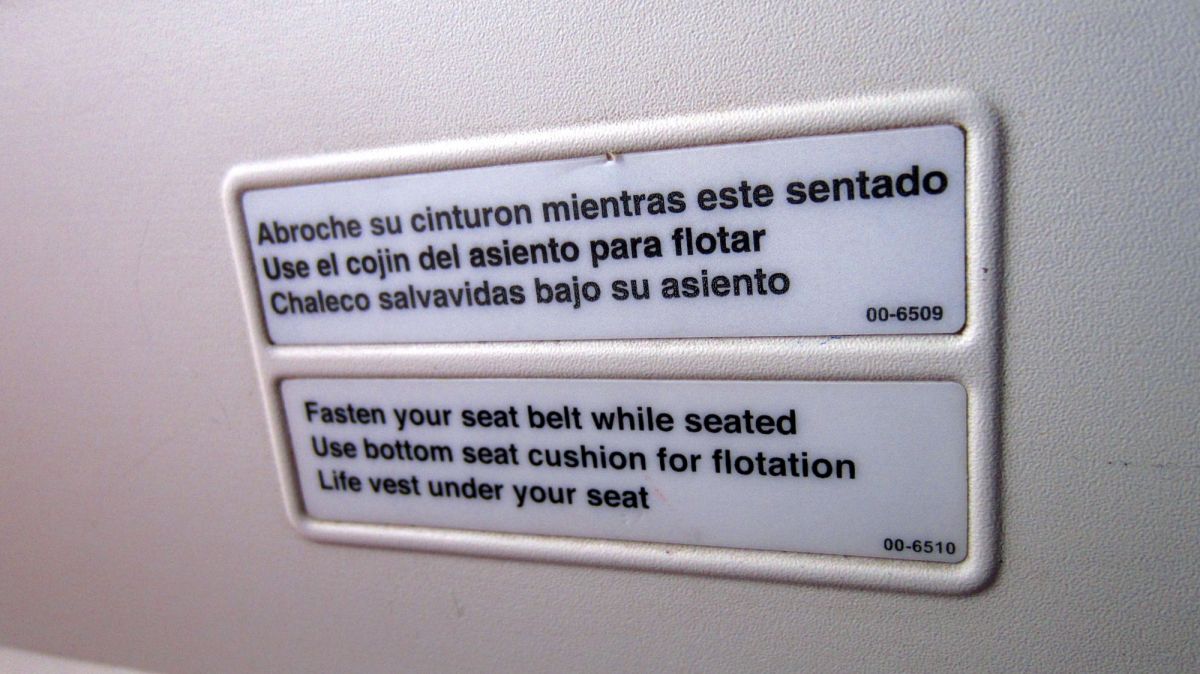 Abroche su cinturon mientras este sentado
Use el cojin del asiento para flotar
Chaleco salvavidas bajo su asiento
00-6509
Fasten your seat belt while seated
Use bottom seat cushion for flotation
Life vest under your seat
00-6510